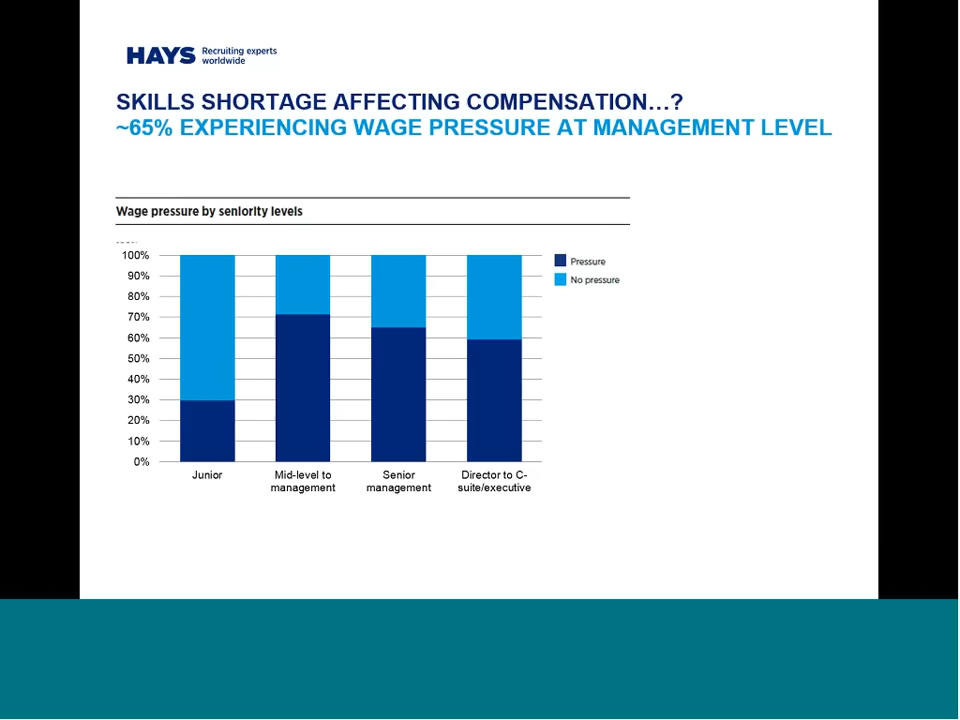 HAYS Recruiting experts
worldwide
SKILLS SHORTAGE AFFECTING COMPENSATION…?
~65% EXPERIENCING WAGE PRESSURE AT MANAGEMENT LEVEL
Wage pressure by seniority levels
100%
90%
80%
70%
60%
50%
40%
30%
20%
10%
0%
Pressure
No pressure
Junior
Mid-level to
management
Senior
management
Director to C-
suite/executive